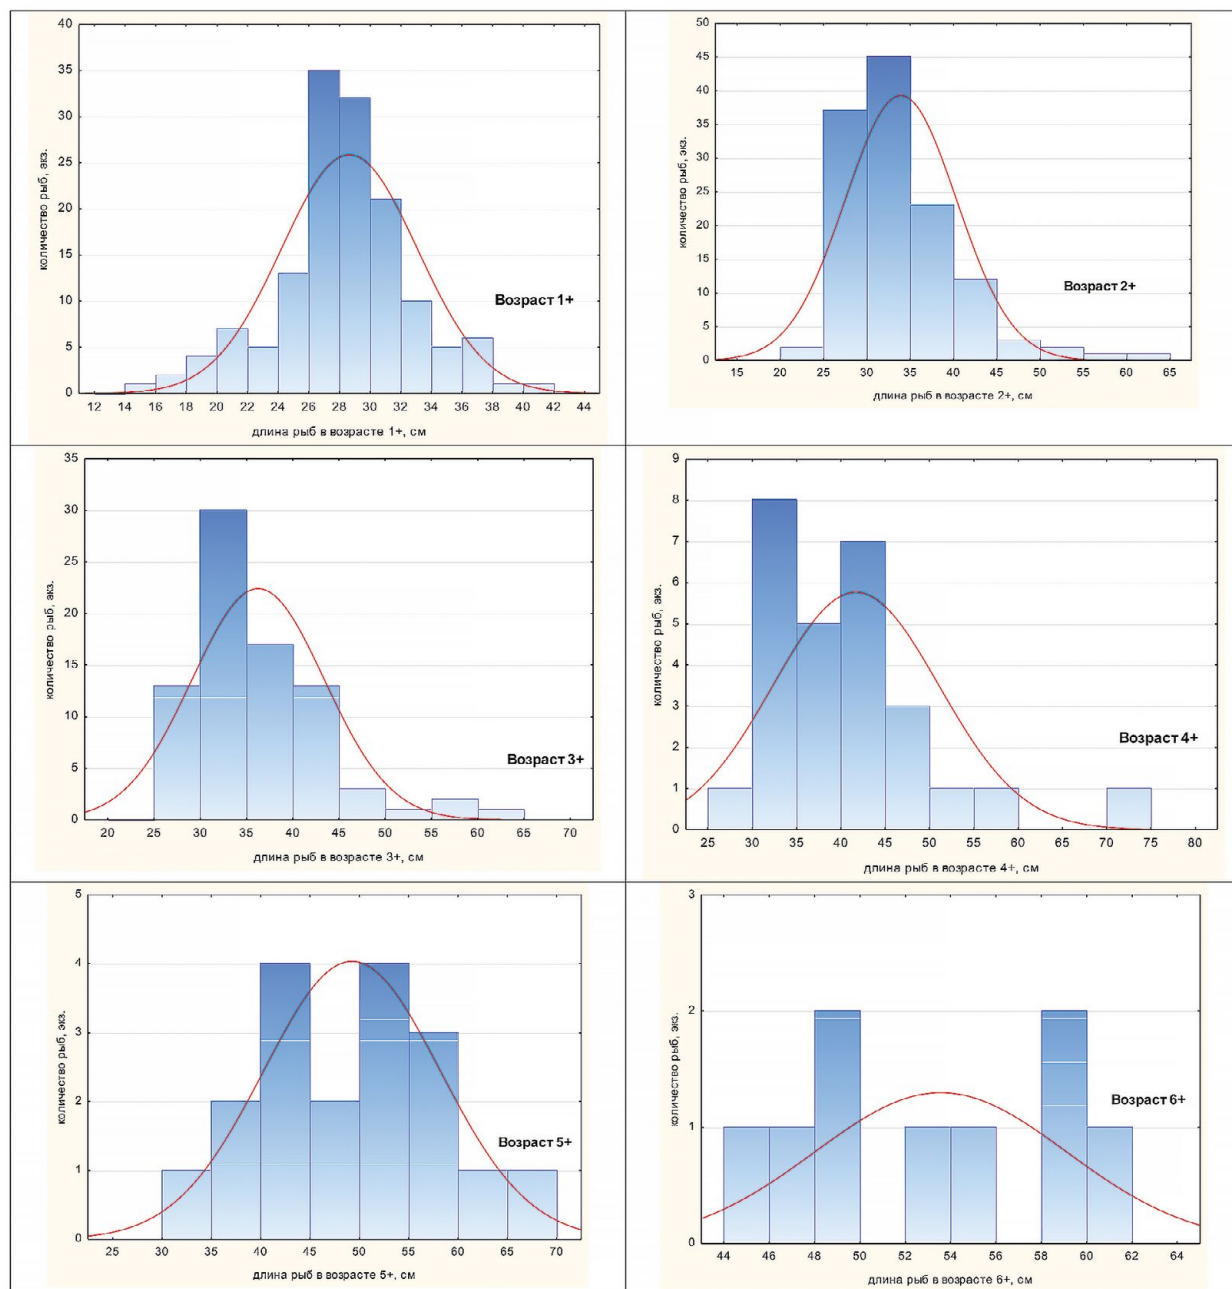 40
35
30
25
20
15
10
5
0
количество рыб, экз.
Возраст 1+
12 14 16 18 20 22 24 26 28 30 32 34 36 38 40 42 44
длина рыб в возрасте 1+, см
50
45
40
35
30
25
20
15
10
5
0
количество рыб, экз.
Возраст 2+
15 20 25 30 35 40 45 50 55 60 65
длина рыб в возрасте 2+, см
35
30
25
20
15
10
5
0
количество рыб, экз.
Возраст 3+
20 25 30 35 40 45 50 55 60 65 70
длина рыб в возрасте 3+, см
9
8
7
6
5
4
3
2
1
0
количество рыб, экз.
Возраст 4+
25 30 35 40 45 50 55 60 65 70 75 80
длина рыб в возрасте 4+, см
5
4
3
2
1
0
количество рыб, экз.
Возраст 5+
25 30 35 40 45 50 55 60 65 70
длина рыб в возрасте 5+, см
3
2
1
0
количество рыб, экз.
Возраст 6+
44 46 48 50 52 54 56 58 60 62 64
длина рыб в возрасте 6+, см